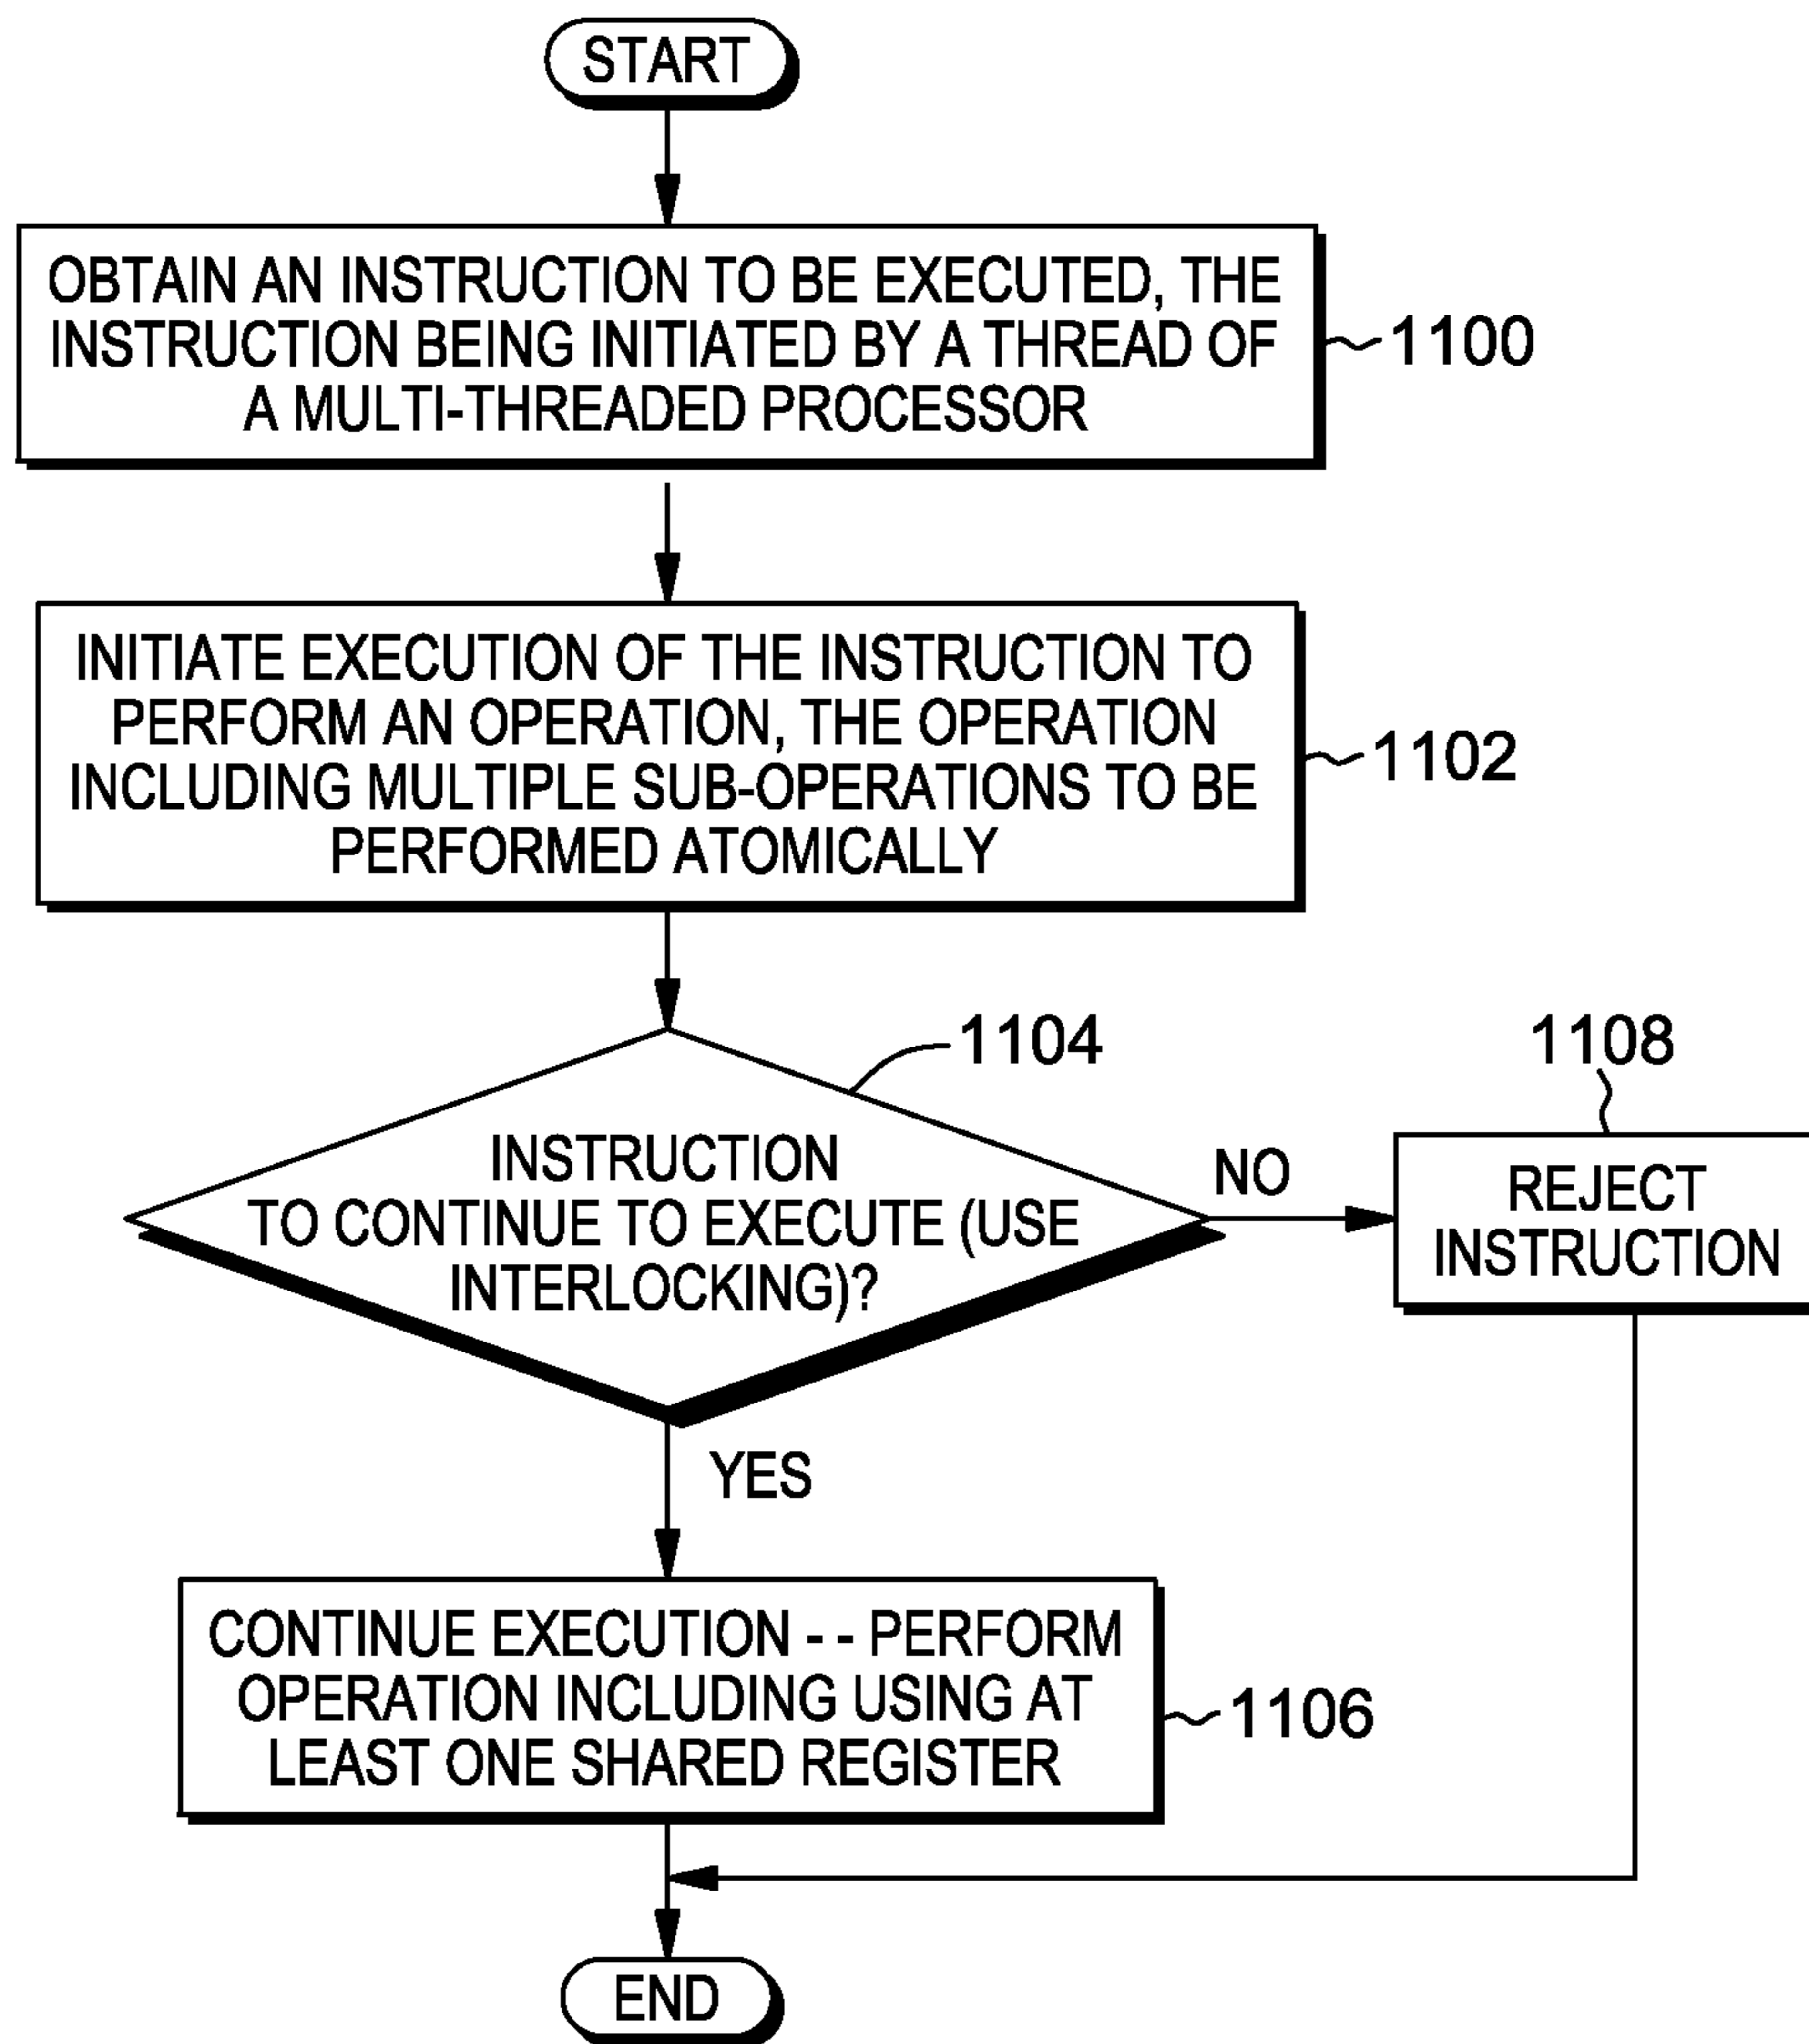 START
OBTAIN AN INSTRUCTION TO BE EXECUTED, THE
INSTRUCTION BEING INITIATED BY A THREAD OF
A MULTI-THREADED PROCESSOR
1100
INITIATE EXECUTION OF THE INSTRUCTION TO
PERFORM AN OPERATION, THE OPERATION
INCLUDING MULTIPLE SUB-OPERATIONS TO BE
PERFORMED ATOMICALLY
1102
1104
INSTRUCTION
TO CONTINUE TO EXECUTE (USE
INTERLOCKING)?
NO
1108
REJECT
INSTRUCTION
YES
CONTINUE EXECUTION - - PERFORM
OPERATION INCLUDING USING AT
LEAST ONE SHARED REGISTER
1106
END